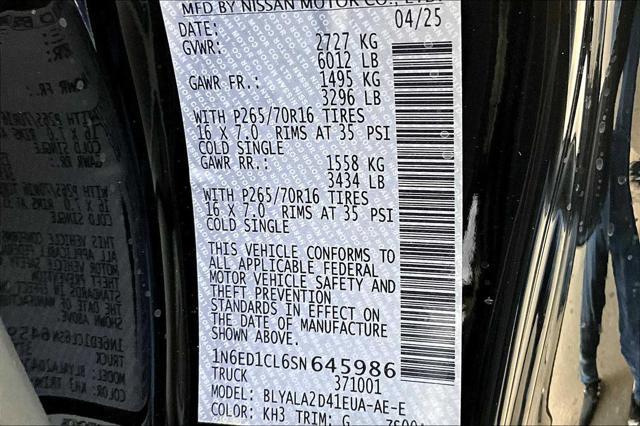 MFD BY NISSAN MOTOR CO., LTD.
DATE: 04/25
GVWR: 2727 KG
6012 LB
GAWR FR.: 1495 KG
3296 LB
WITH P265/70R16 TIRES
16 X 7.0 RIMS AT 35 PSI
COLD SINGLE
GAWR RR.: 1558 KG
3434 LB
WITH P265/70R16 TIRES
16 X 7.0 RIMS AT 35 PSI
COLD SINGLE
THIS VEHICLE CONFORMS TO
ALL APPLICABLE FEDERAL
MOTOR VEHICLE SAFETY AND
THEFT PREVENTION
STANDARDS IN EFFECT ON
THE DATE OF MANUFACTURE
SHOWN ABOVE.
1N6ED1CL6SN645986
TRUCK 371001
MODEL: BLYALA2D41EUA-AE-E
COLOR: KH3 TRIM: G